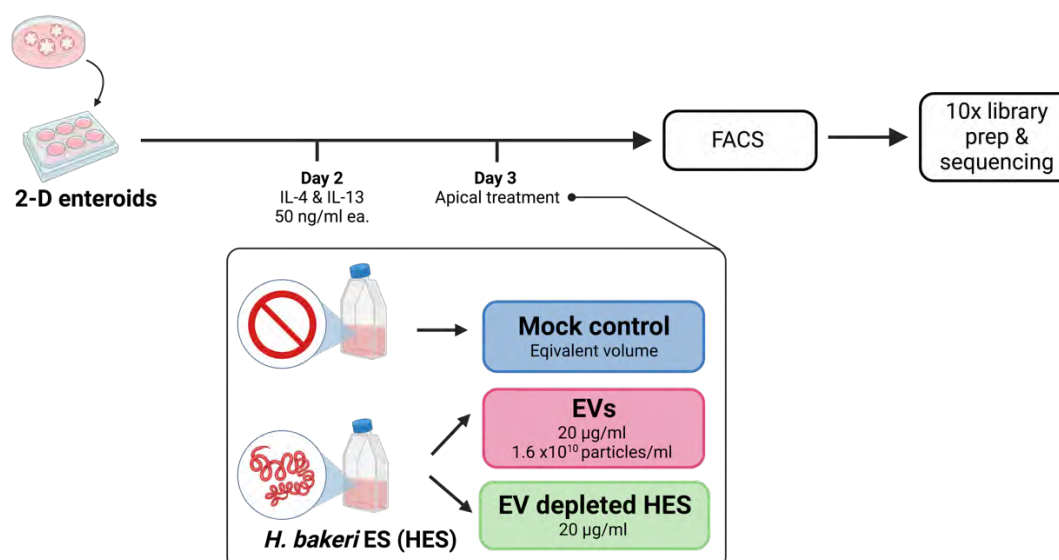 2-D enteroids
Day 2
IL-4 & IL-13
50 ng/ml ea.
Day 3
Apical treatment
FACS
10x library
prep &
sequencing
Mock control
Eqivalent volume
EVs
20 µg/ml
1.6 x10¹⁰ particles/ml
EV depleted HES
20 µg/ml
H. bakeri ES (HES)